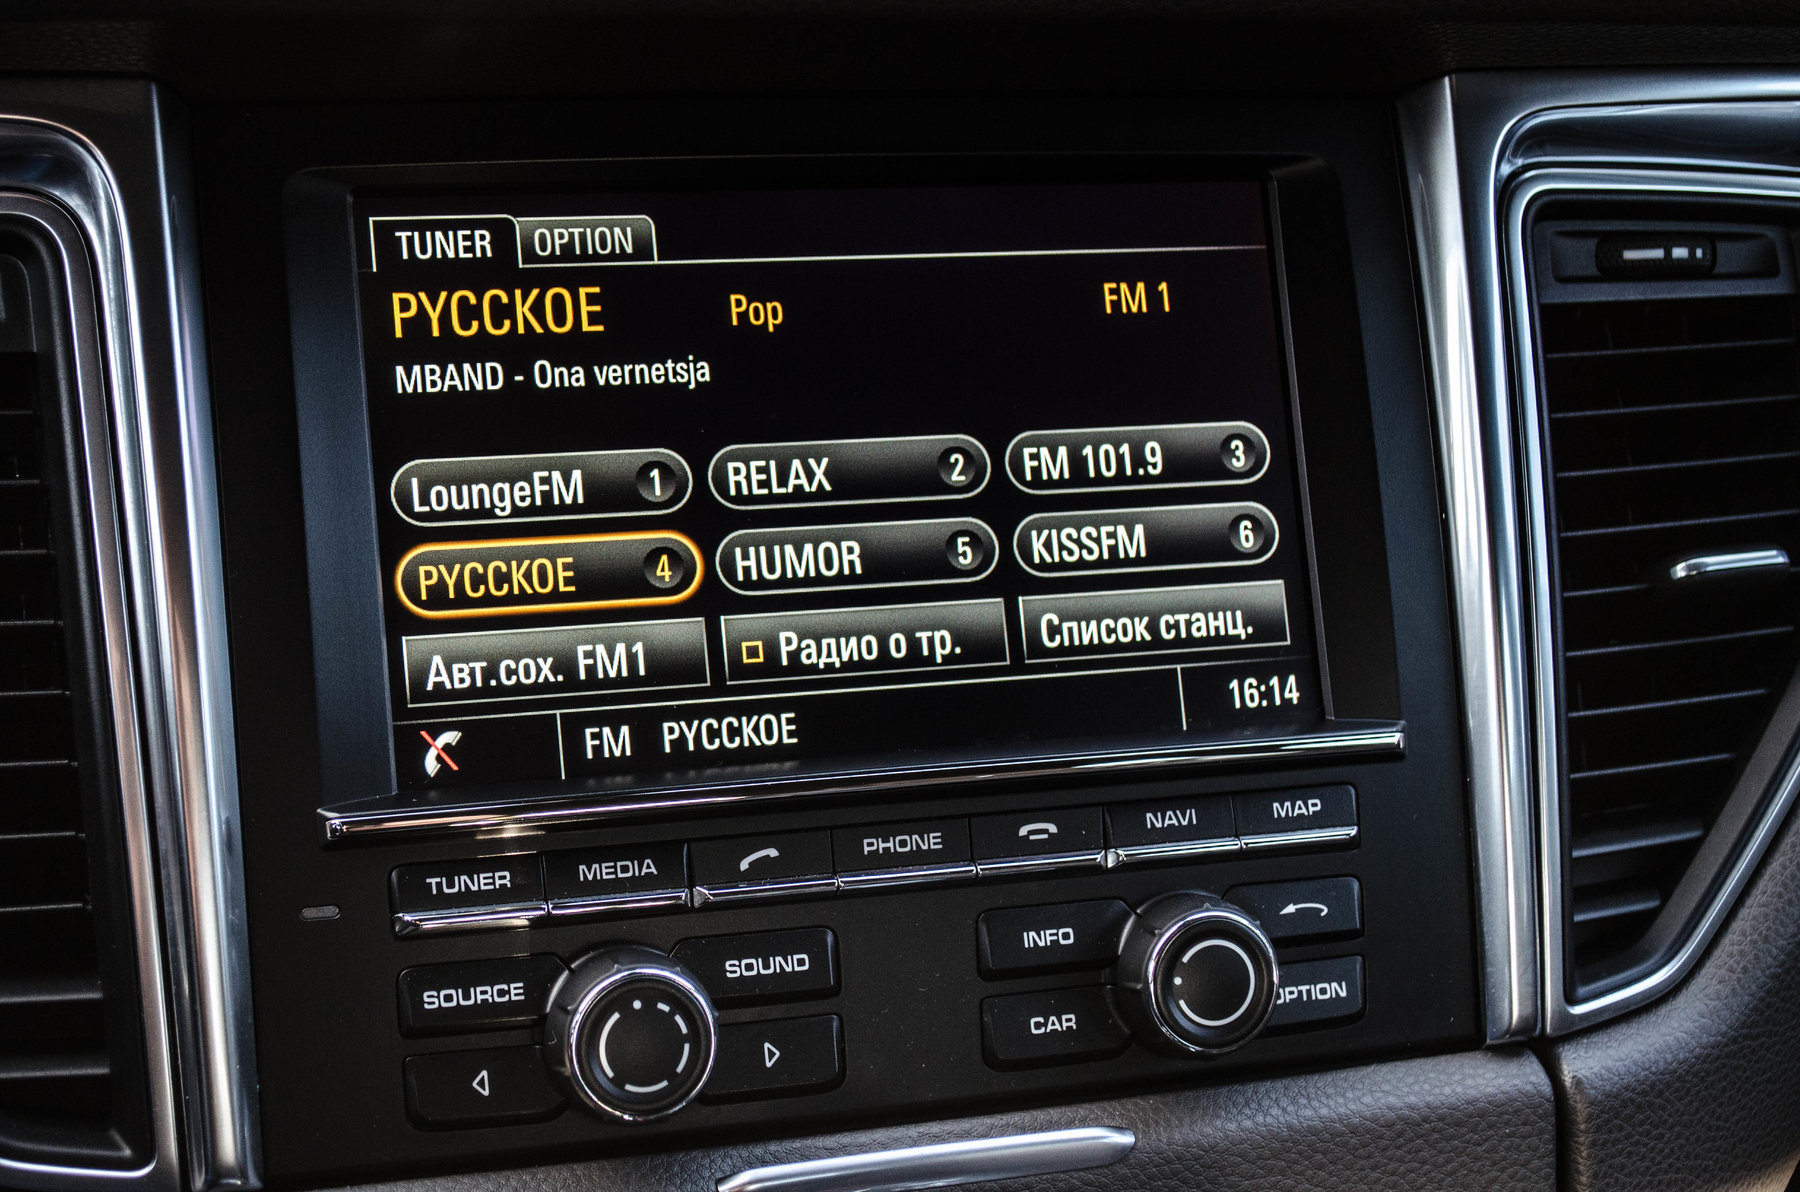 TUNER OPTION
РУССКОЕ Pop FM 1
MBAND - Ona vernetsja
LoungeFM 1 RELAX 2 FM 101.9 3
РУССКОЕ 4 HUMOR 5 KISSFM 6
Авт.сох. FM1 Радио о тр. Список станц.
FM РУССКОЕ 16:14
TUNER MEDIA PHONE NAVI MAP
SOURCE SOUND INFO
CAR OPTION